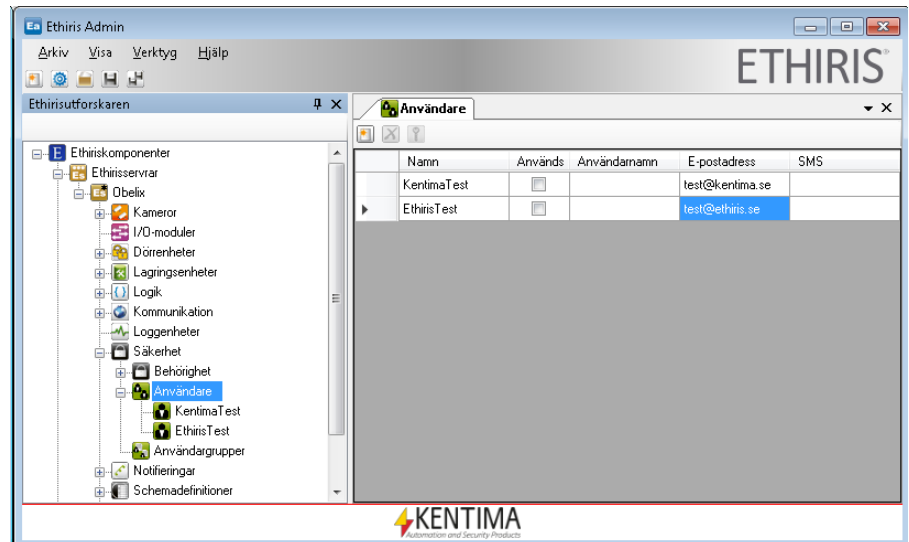 Ea Ethiris Admin
Arkiv Visa Verktyg Hjälp
ETHIRIS®
Ethirisutforskaren
Användare
Ethiriskomponenter
Ethirisservrar
Obelix
Kameror
I/O-moduler
Dörrenheter
Lagringsenheter
Logik
Kommunikation
Loggenheter
Säkerhet
Behörighet
Användare
KentimaTest
EthirisTest
Användargrupper
Notifieringar
Schemadefinitioner
Namn Används Användarnamn E-postadress SMS
KentimaTest test@kentima.se
EthirisTest test@ethiris.se
KENTIMA
Automation and Security Products